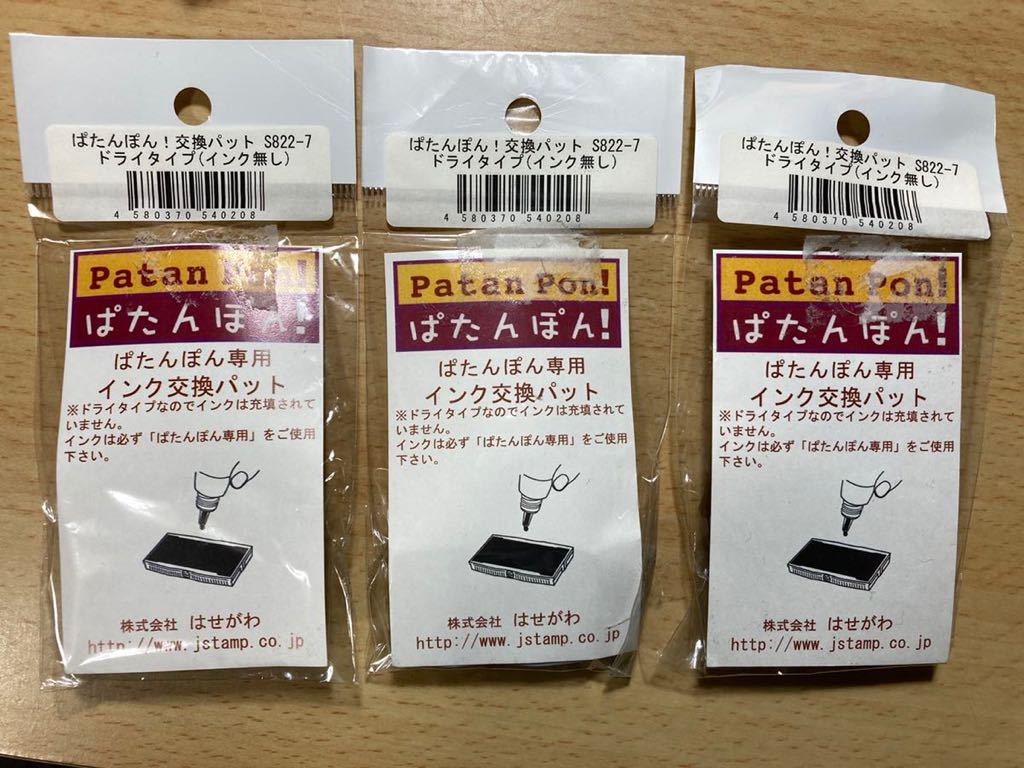 ぱたんぽん！交換パット S822-7
ドライタイプ(インク無し)
4 580370 540208
Patan Pon!
ぱたんぽん!
ぱたんぽん専用
インク交換パット
※ドライタイプなのでインクは充填されて
いません。
インクは必ず「ぱたんぽん専用」をご使用
下さい。
株式会社 はせがわ
http://www.jstamp.co.jp
ぱたんぽん！交換パット S822-7
ドライタイプ(インク無し)
4 580370 540208
Patan Pon!
ぱたんぽん!
ぱたんぽん専用
インク交換パット
※ドライタイプなのでインクは充填されて
いません。
インクは必ず「ぱたんぽん専用」をご使用
下さい。
株式会社 はせがわ
http://www.jstamp.co.jp
ぱたんぽん！交換パット S822-7
ドライタイプ(インク無し)
4 580370 540208
Patan Pon!
ぱたんぽん!
ぱたんぽん専用
インク交換パット
※ドライタイプなのでインクは充填されて
いません。
インクは必ず「ぱたんぽん専用」をご使用
下さい。
株式会社 はせがわ
http://www.jstamp.co.jp